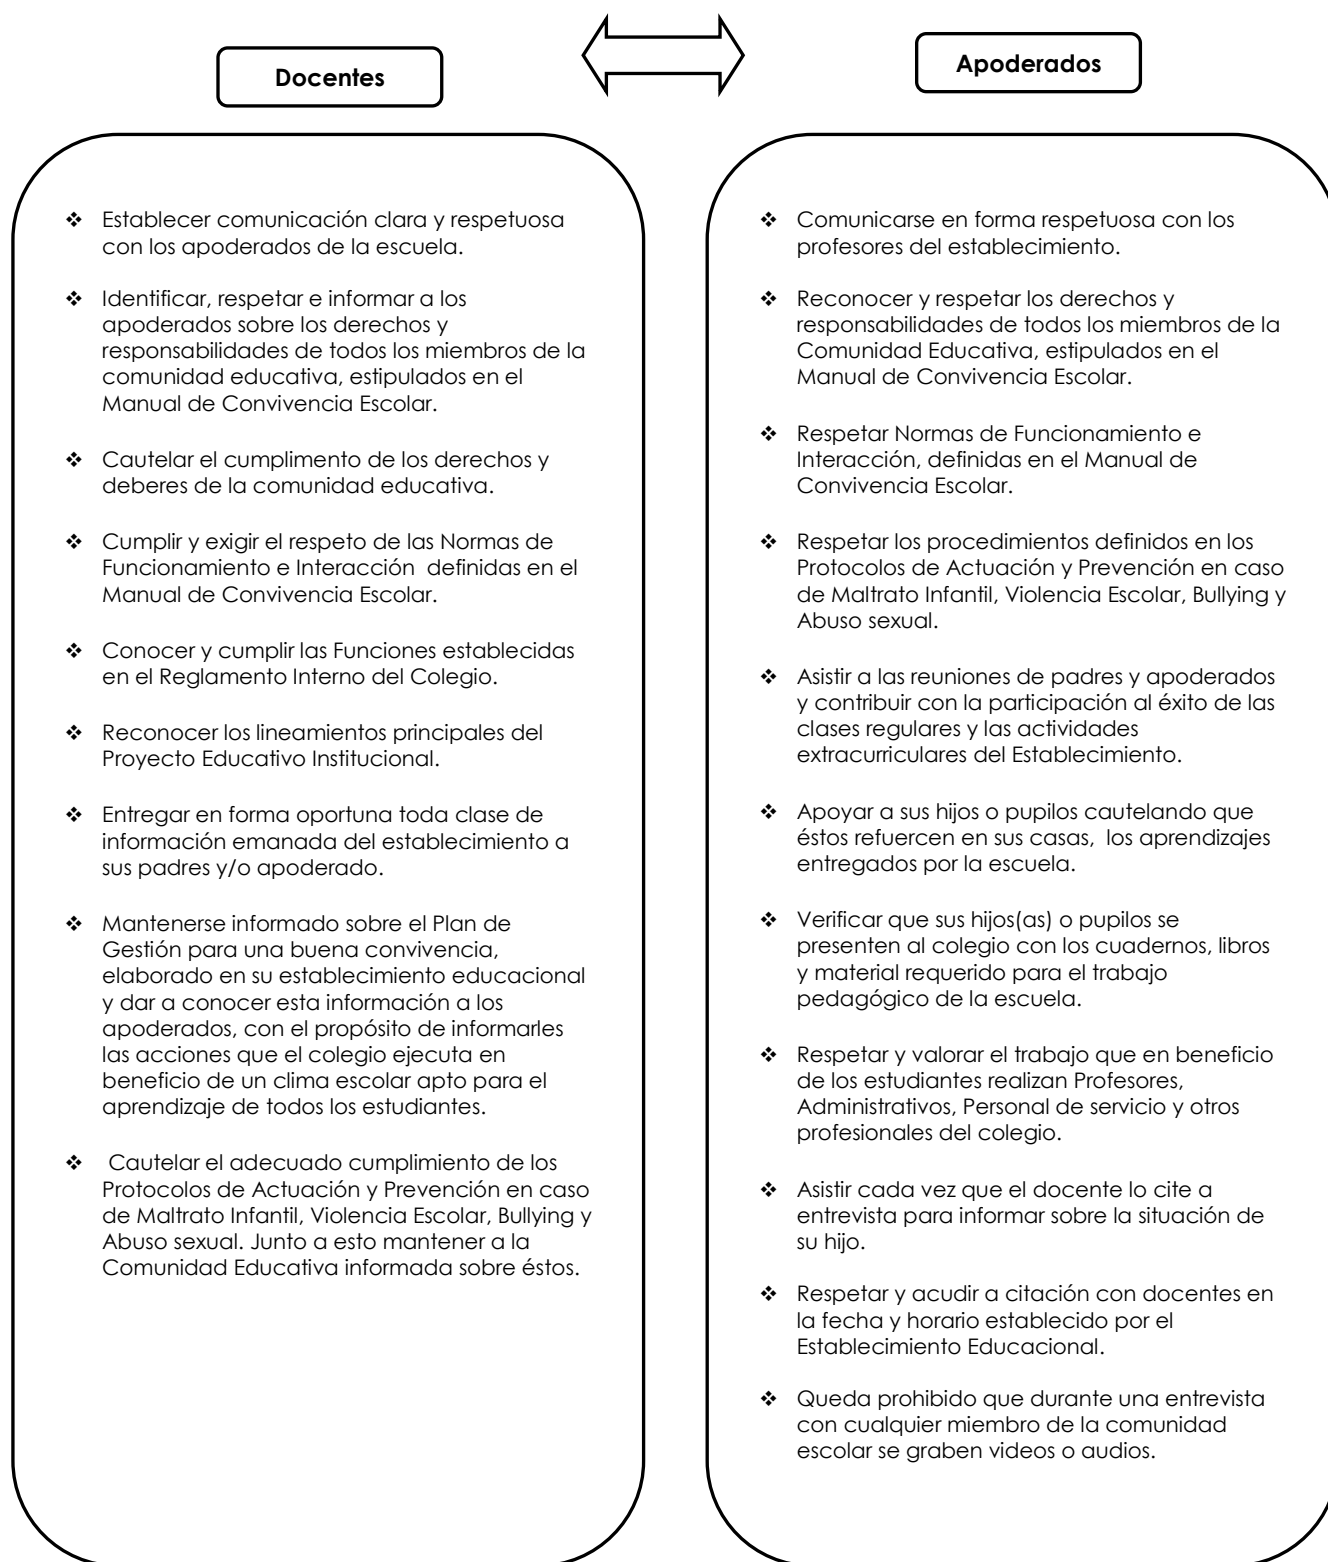 Docentes
Apoderados
❖ Establecer comunicación clara y respetuosa
con los apoderados de la escuela.
❖ Identificar, respetar e informar a los
apoderados sobre los derechos y
responsabilidades de todos los miembros de la
comunidad educativa, estipulados en el
Manual de Convivencia Escolar.
❖ Cautelar el cumplimento de los derechos y
deberes de la comunidad educativa.
❖ Cumplir y exigir el respeto de las Normas de
Funcionamiento e Interacción definidas en el
Manual de Convivencia Escolar.
❖ Conocer y cumplir las Funciones establecidas
en el Reglamento Interno del Colegio.
❖ Reconocer los lineamientos principales del
Proyecto Educativo Institucional.
❖ Entregar en forma oportuna toda clase de
información emanada del establecimiento a
sus padres y/o apoderado.
❖ Mantenerse informado sobre el Plan de
Gestión para una buena convivencia,
elaborado en su establecimiento educacional
y dar a conocer esta información a los
apoderados, con el propósito de informarles
las acciones que el colegio ejecuta en
beneficio de un clima escolar apto para el
aprendizaje de todos los estudiantes.
❖ Cautelar el adecuado cumplimiento de los
Protocolos de Actuación y Prevención en caso
de Maltrato Infantil, Violencia Escolar, Bullying y
Abuso sexual. Junto a esto mantener a la
Comunidad Educativa informada sobre éstos.
❖ Comunicarse en forma respetuosa con los
profesores del establecimiento.
❖ Reconocer y respetar los derechos y
responsabilidades de todos los miembros de la
Comunidad Educativa, estipulados en el
Manual de Convivencia Escolar.
❖ Respetar Normas de Funcionamiento e
Interacción, definidas en el Manual de
Convivencia Escolar.
❖ Respetar los procedimientos definidos en los
Protocolos de Actuación y Prevención en caso
de Maltrato Infantil, Violencia Escolar, Bullying y
Abuso sexual.
❖ Asistir a las reuniones de padres y apoderados
y contribuir con la participación al éxito de las
clases regulares y las actividades
extracurriculares del Establecimiento.
❖ Apoyar a sus hijos o pupilos cautelando que
éstos refuercen en sus casas, los aprendizajes
entregados por la escuela.
❖ Verificar que sus hijos(as) o pupilos se
presenten al colegio con los cuadernos, libros
y material requerido para el trabajo
pedagógico de la escuela.
❖ Respetar y valorar el trabajo que en beneficio
de los estudiantes realizan Profesores,
Administrativos, Personal de servicio y otros
profesionales del colegio.
❖ Asistir cada vez que el docente lo cite a
entrevista para informar sobre la situación de
su hijo.
❖ Respetar y acudir a citación con docentes en
la fecha y horario establecido por el
Establecimiento Educacional.
❖ Queda prohibido que durante una entrevista
con cualquier miembro de la comunidad
escolar se graben videos o audios.